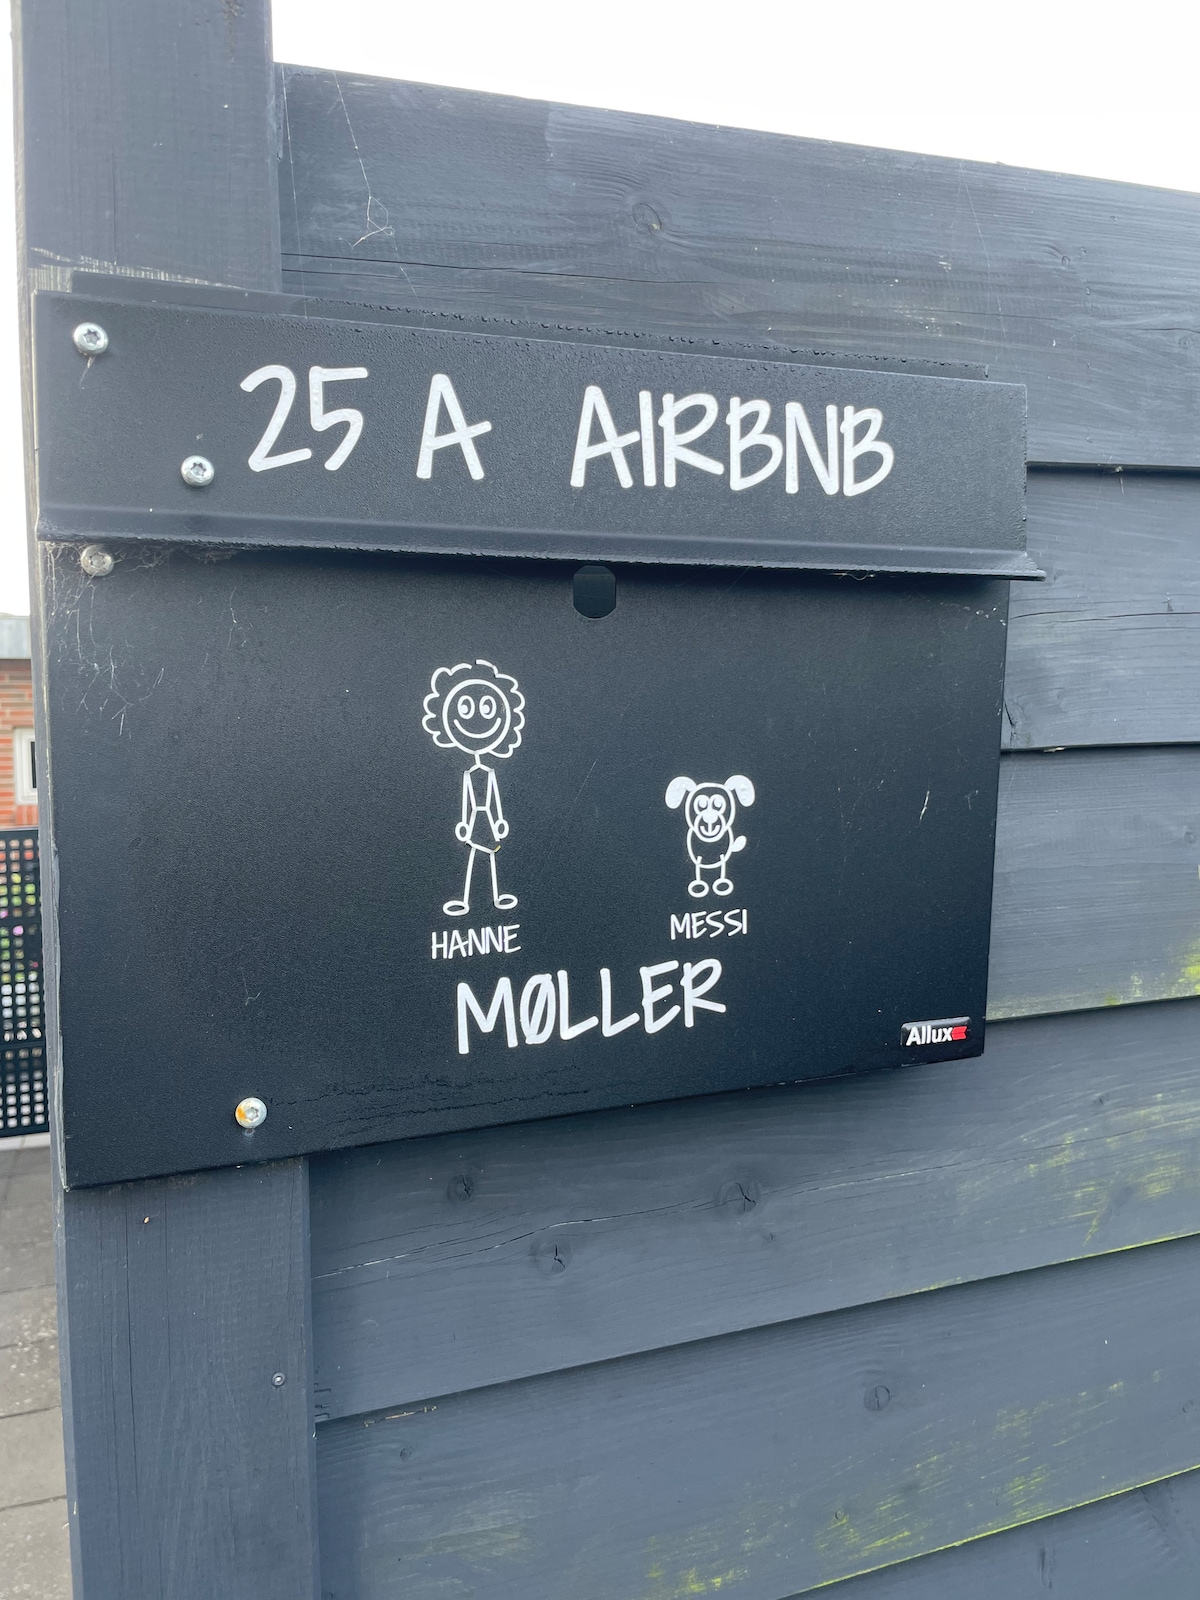 25 A AIRBNB
HANNE
MESSI
MØLLER
Allux